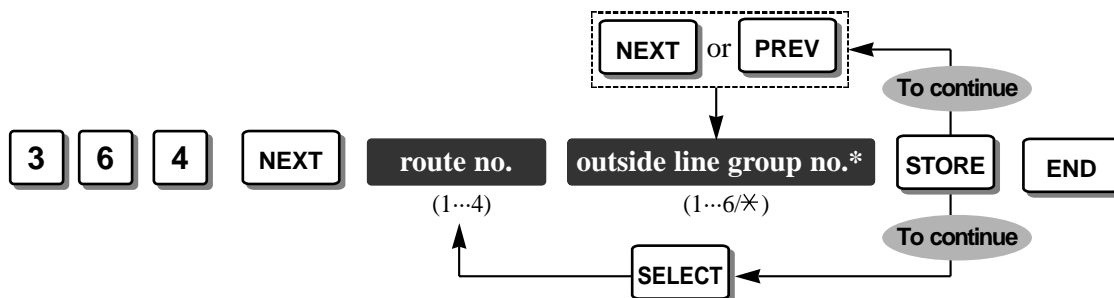 NEXT or PREV
To continue
3 6 4 NEXT route no. outside line group no.* STORE END
(1···4) (1···6/✳)
To continue
SELECT